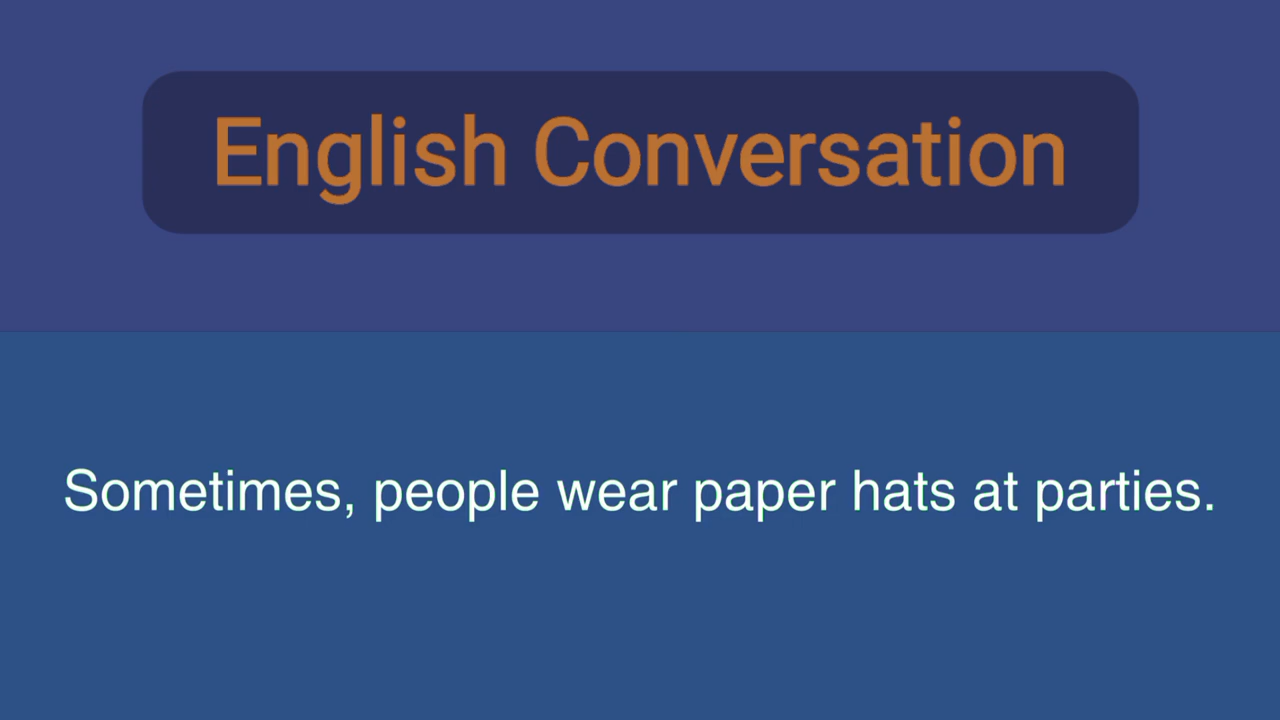 English Conversation
Sometimes, people wear paper hats at parties.